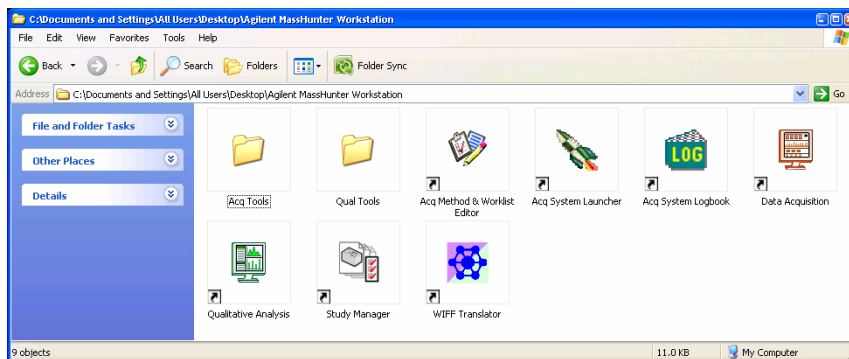 C:\Documents and Settings\All Users\Desktop\Agilent MassHunter Workstation
File Edit View Favorites Tools Help
Back Search Folders Folder Sync
Address C:\Documents and Settings\All Users\Desktop\Agilent MassHunter Workstation Go
File and Folder Tasks
Other Places
Details
LOG
Acq Tools Qual Tools Acq Method & Worklist Editor Acq System Launcher Acq System Logbook Data Acquisition
Qualitative Analysis Study Manager WIFF Translator
9 objects 11.0 KB My Computer